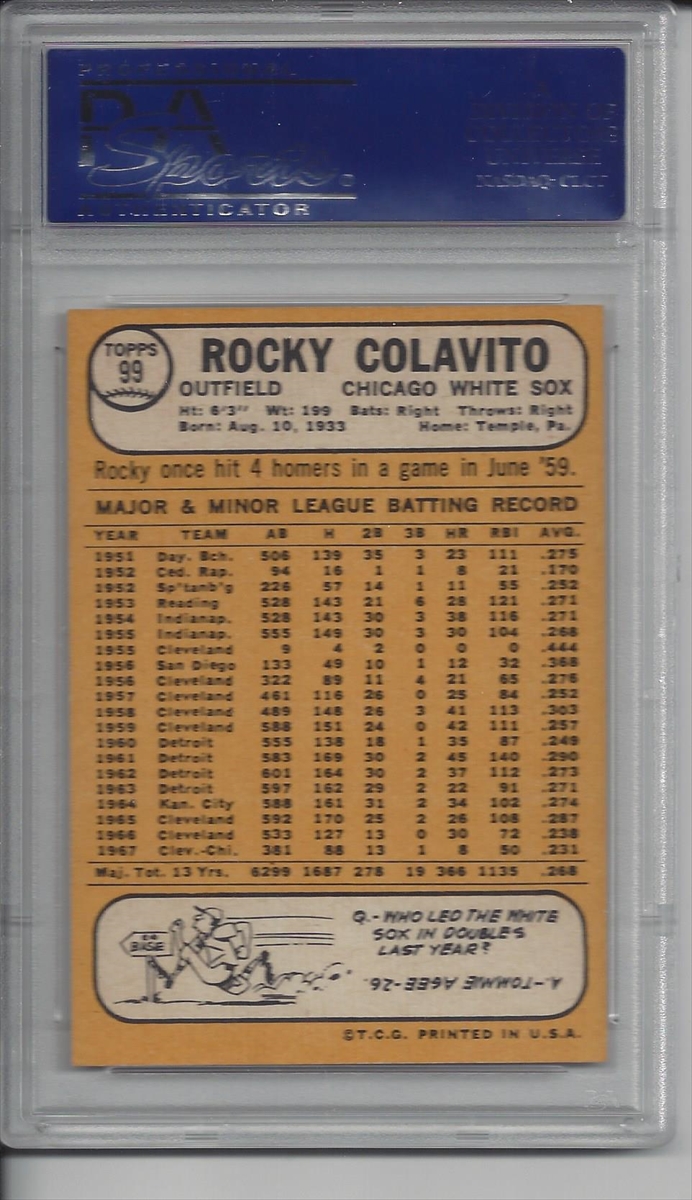 PROFESSIONAL
PSA
Sports
AUTHENTICATOR
A
DIVISION OF
COLLECTORS
UNIVERSE
NASDAQ: CLCT
TOPPS
99
ROCKY COLAVITO
OUTFIELD CHICAGO WHITE SOX
Ht: 6'3" Wt: 199 Bats: Right Throws: Right
Born: Aug. 10, 1933 Home: Temple, Pa.
Rocky once hit 4 homers in a game in June '59.
MAJOR & MINOR LEAGUE BATTING RECORD
YEAR TEAM AB H 2B 3B HR RBI AVG.
1951 Day. Bch. 506 139 35 3 23 111 .275
1952 Ced. Rap. 94 16 1 1 8 21 .170
1952 Sp'tanb'g 226 57 14 1 11 55 .252
1953 Reading 528 143 21 6 28 121 .271
1954 Indianap. 528 143 30 3 38 116 .271
1955 Indianap. 555 149 30 3 30 104 .268
1955 Cleveland 9 4 2 0 0 0 .444
1956 San Diego 133 49 10 1 12 32 .368
1956 Cleveland 322 89 11 4 21 65 .276
1957 Cleveland 461 116 26 0 25 84 .252
1958 Cleveland 489 148 26 3 41 113 .303
1959 Cleveland 588 151 24 0 42 111 .257
1960 Detroit 555 138 18 1 35 87 .249
1961 Detroit 583 169 30 2 45 140 .290
1962 Detroit 601 164 30 2 37 112 .273
1963 Detroit 597 162 29 2 22 91 .271
1964 Kan. City 588 161 31 2 34 102 .274
1965 Cleveland 592 170 25 2 26 108 .287
1966 Cleveland 533 127 13 0 30 72 .238
1967 Clev.-Chi. 381 88 13 1 8 50 .231
Maj. Tot. 13 Yrs. 6299 1687 278 19 366 1135 .268
BASE
Q.-WHO LED THE WHITE
SOX IN DOUBLES
LAST YEAR?
A.-TOMMIE AGEE-26.
©T.C.G. PRINTED IN U.S.A.